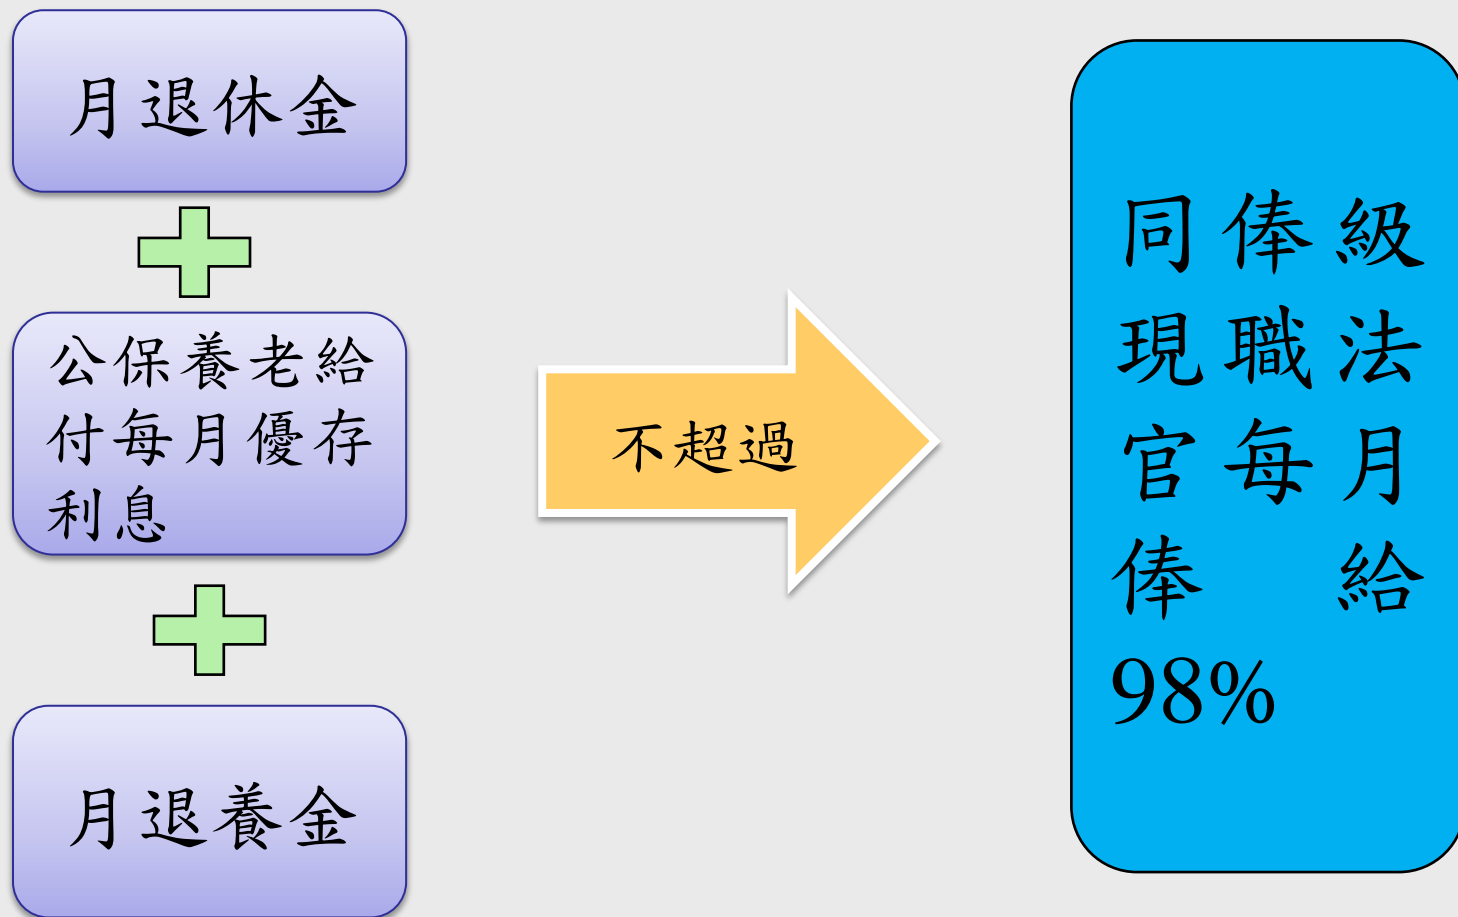 月退休金
公保養老給
付每月優存
利息
月退養金
不超過
同俸級
現職法
官每月
俸給
98%